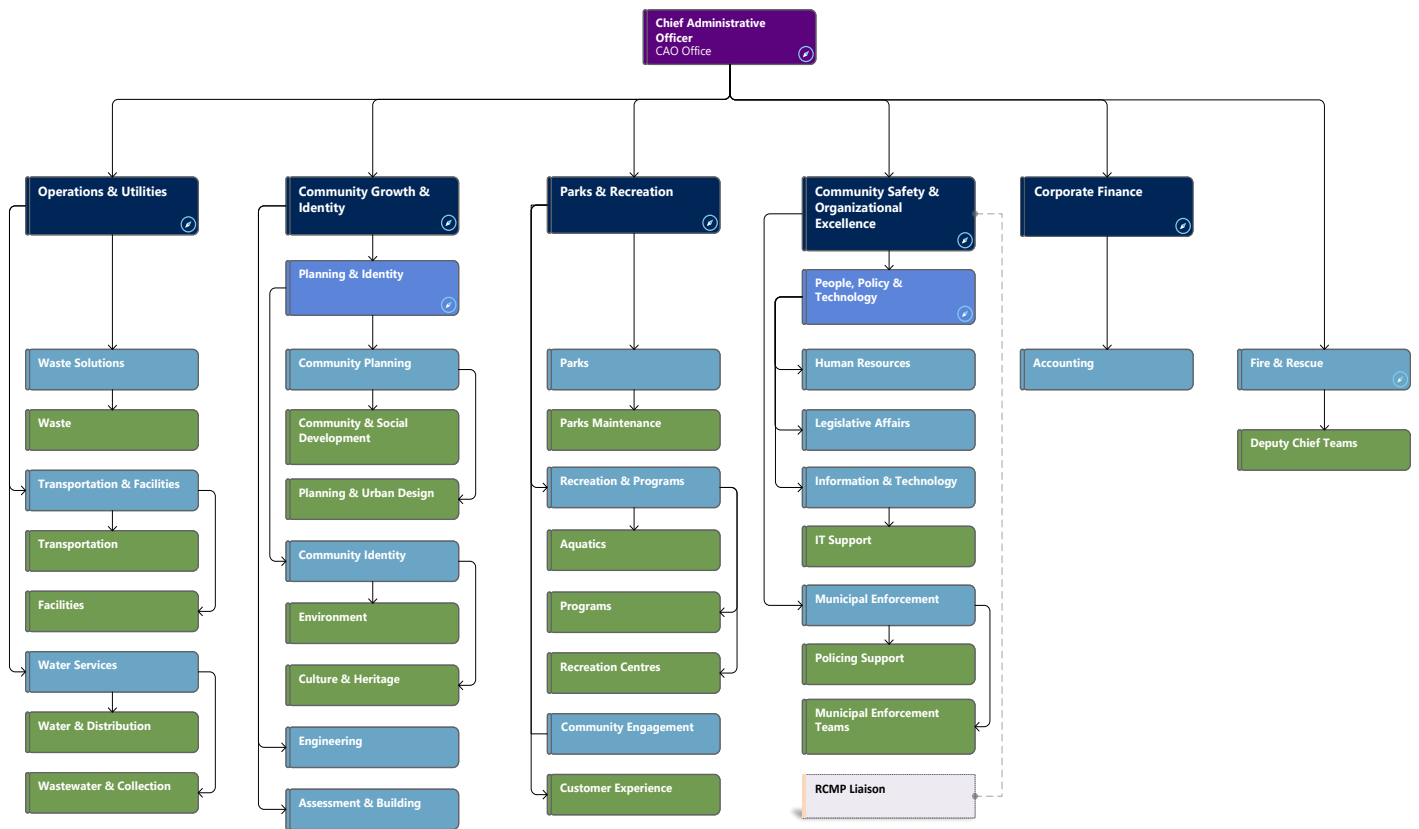 Chief Administrative
Officer
CAO Office
Operations & Utilities
Waste Solutions
Waste
Transportation & Facilities
Transportation
Facilities
Water Services
Water & Distribution
Wastewater & Collection
Community Growth &
Identity
Planning & Identity
Community Planning
Community & Social
Development
Planning & Urban Design
Community Identity
Environment
Culture & Heritage
Engineering
Assessment & Building
Parks & Recreation
Parks
Parks Maintenance
Recreation & Programs
Aquatics
Programs
Recreation Centres
Community Engagement
Customer Experience
Community Safety &
Organizational
Excellence
People, Policy &
Technology
Human Resources
Legislative Affairs
Information & Technology
IT Support
Municipal Enforcement
Policing Support
Municipal Enforcement
Teams
RCMP Liaison
Corporate Finance
Accounting
Fire & Rescue
Deputy Chief Teams